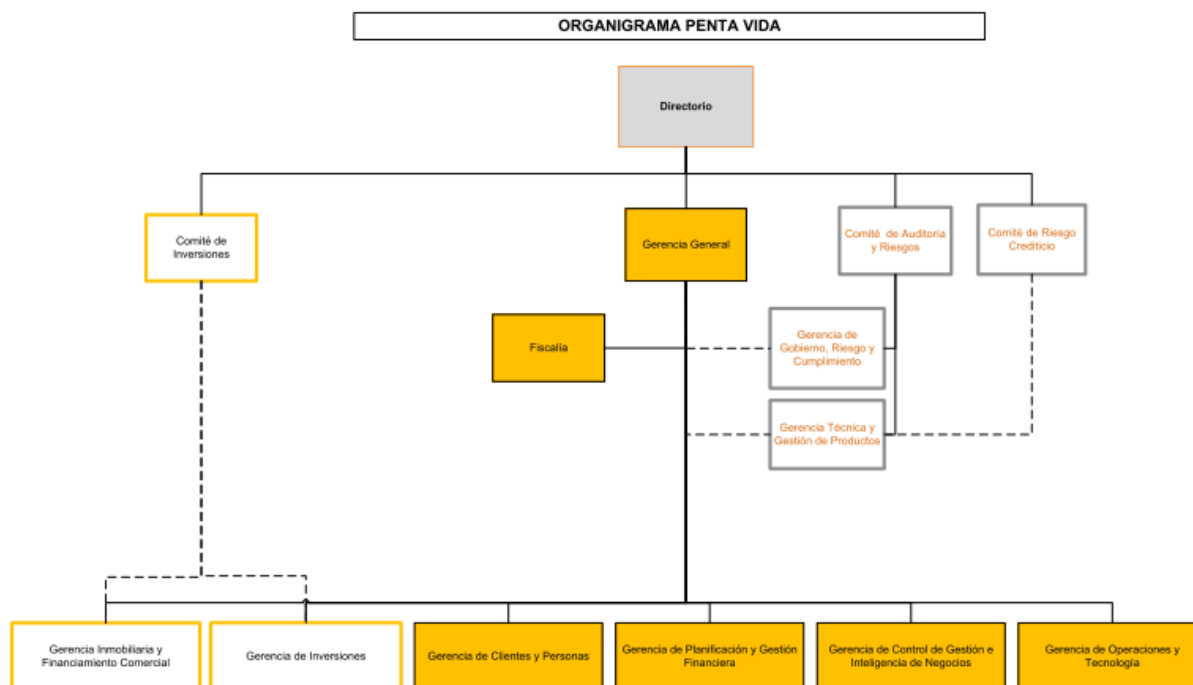 ORGANIGRAMA PENTA VIDA
Directorio
Comité de
Inversiones
Gerencia General
Comité de Auditoría
y Riesgos
Comité de Riesgo
Crediticio
Fiscalía
Gerencia de
Gobierno, Riesgo y
Cumplimiento
Gerencia Técnica y
Gestión de Productos
Gerencia Inmobiliaria y
Financiamiento Comercial
Gerencia de Inversiones
Gerencia de Clientes y Personas
Gerencia de Planificación y Gestión
Financiera
Gerencia de Control de Gestión e
Inteligencia de Negocios
Gerencia de Operaciones y
Tecnología